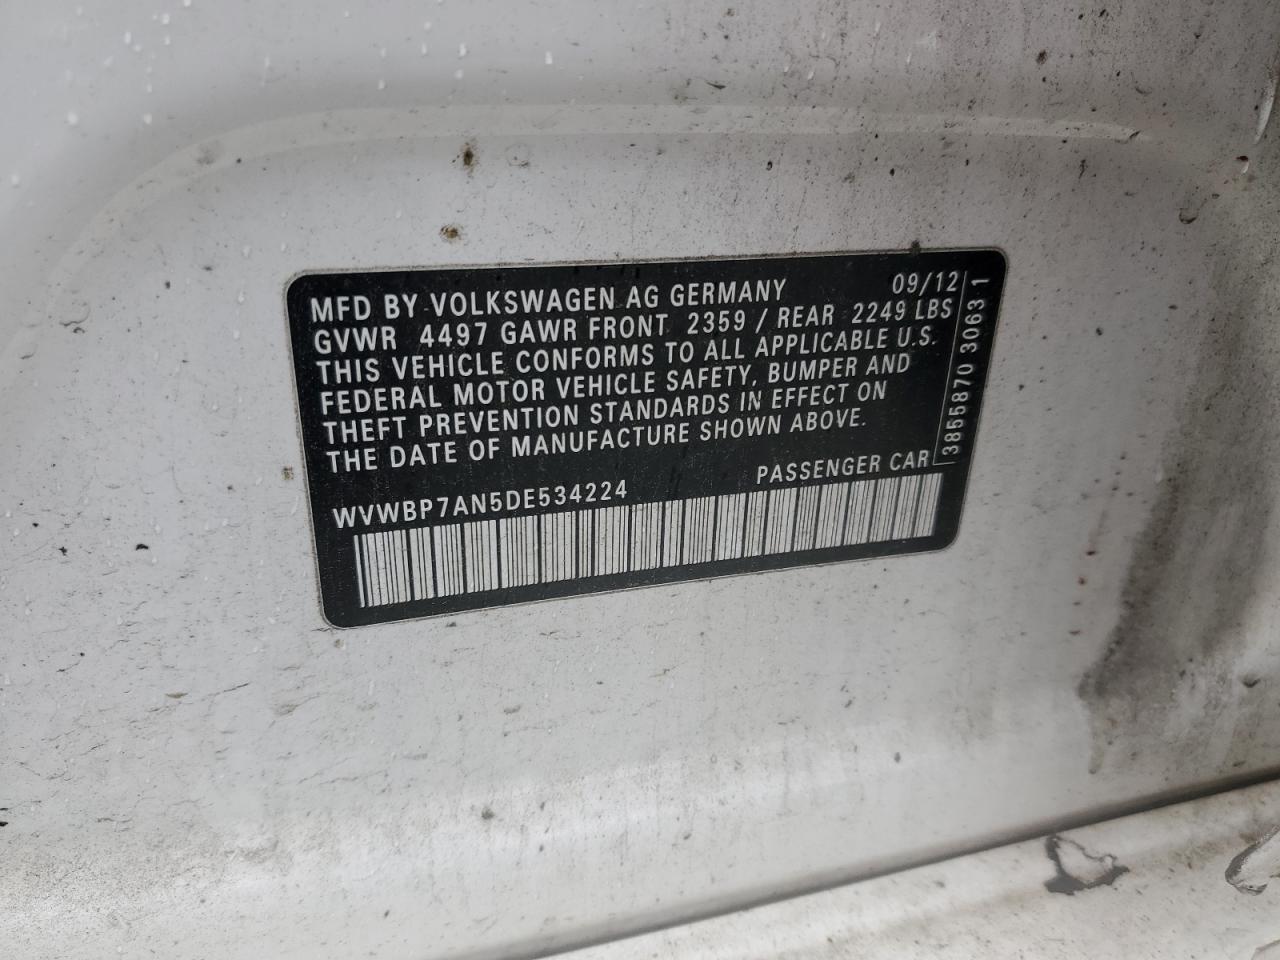 MFD BY VOLKSWAGEN AG GERMANY 09/12
GVWR 4497 GAWR FRONT 2359 / REAR 2249 LBS
THIS VEHICLE CONFORMS TO ALL APPLICABLE U.S.
FEDERAL MOTOR VEHICLE SAFETY, BUMPER AND
THEFT PREVENTION STANDARDS IN EFFECT ON
THE DATE OF MANUFACTURE SHOWN ABOVE.
WVWBP7AN5DE534224 PASSENGER CAR
3855870 3063 1